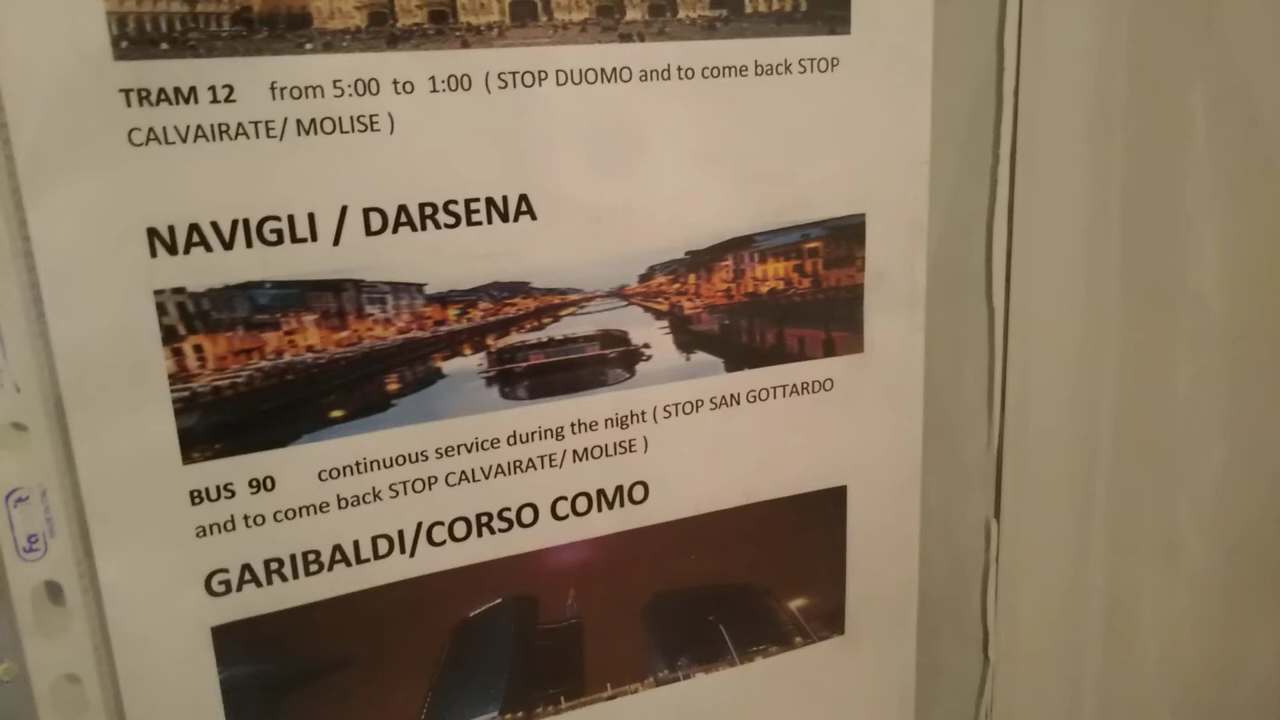 TRAM 12 from 5:00 to 1:00 ( STOP DUOMO and to come back STOP
CALVAIRATE/ MOLISE )
NAVIGLI / DARSENA
BUS 90 continuous service during the night ( STOP SAN GOTTARDO
and to come back STOP CALVAIRATE/ MOLISE )
GARIBALDI/CORSO COMO